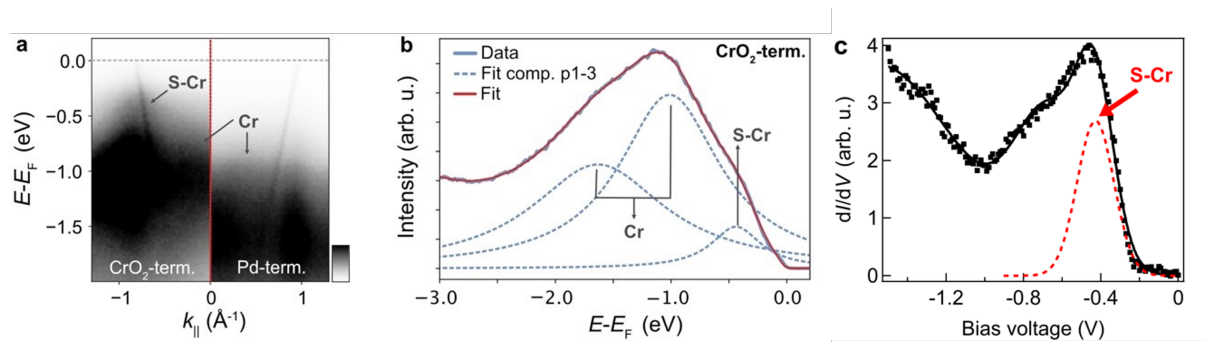 a
0.0
−0.5
−1.0
−1.5
E-EF (eV)
S-Cr
Cr
CrO2-term.
Pd-term.
−1
0
1
k|| (Å-1)
b
Data
Fit comp. p1-3
Fit
CrO2-term.
S-Cr
Cr
Intensity (arb. u.)
−3.0
−2.0
−1.0
0.0
E-EF (eV)
c
4
3
2
1
0
dI/dV (arb. u.)
S-Cr
-1.2
-0.8
-0.4
0
Bias voltage (V)